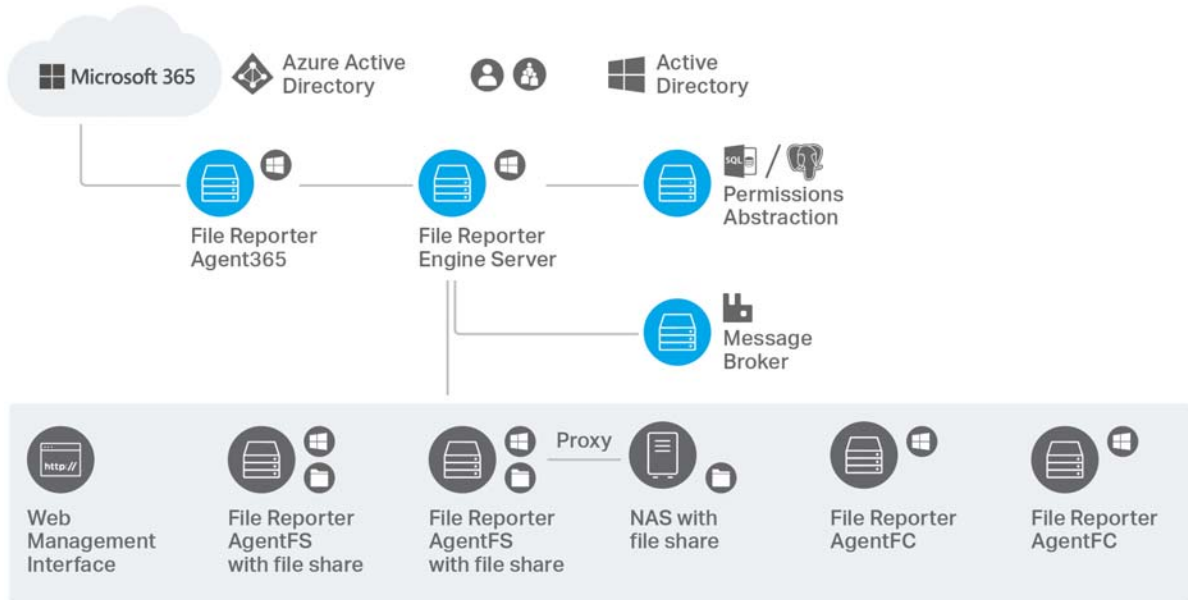 Microsoft 365
Azure Active
Directory
Active
Directory
SQL
Permissions
Abstraction
File Reporter
Agent365
File Reporter
Engine Server
Message
Broker
http://
Web
Management
Interface
File Reporter
AgentFS
with file share
File Reporter
AgentFS
with file share
Proxy
NAS with
file share
File Reporter
AgentFC
File Reporter
AgentFC